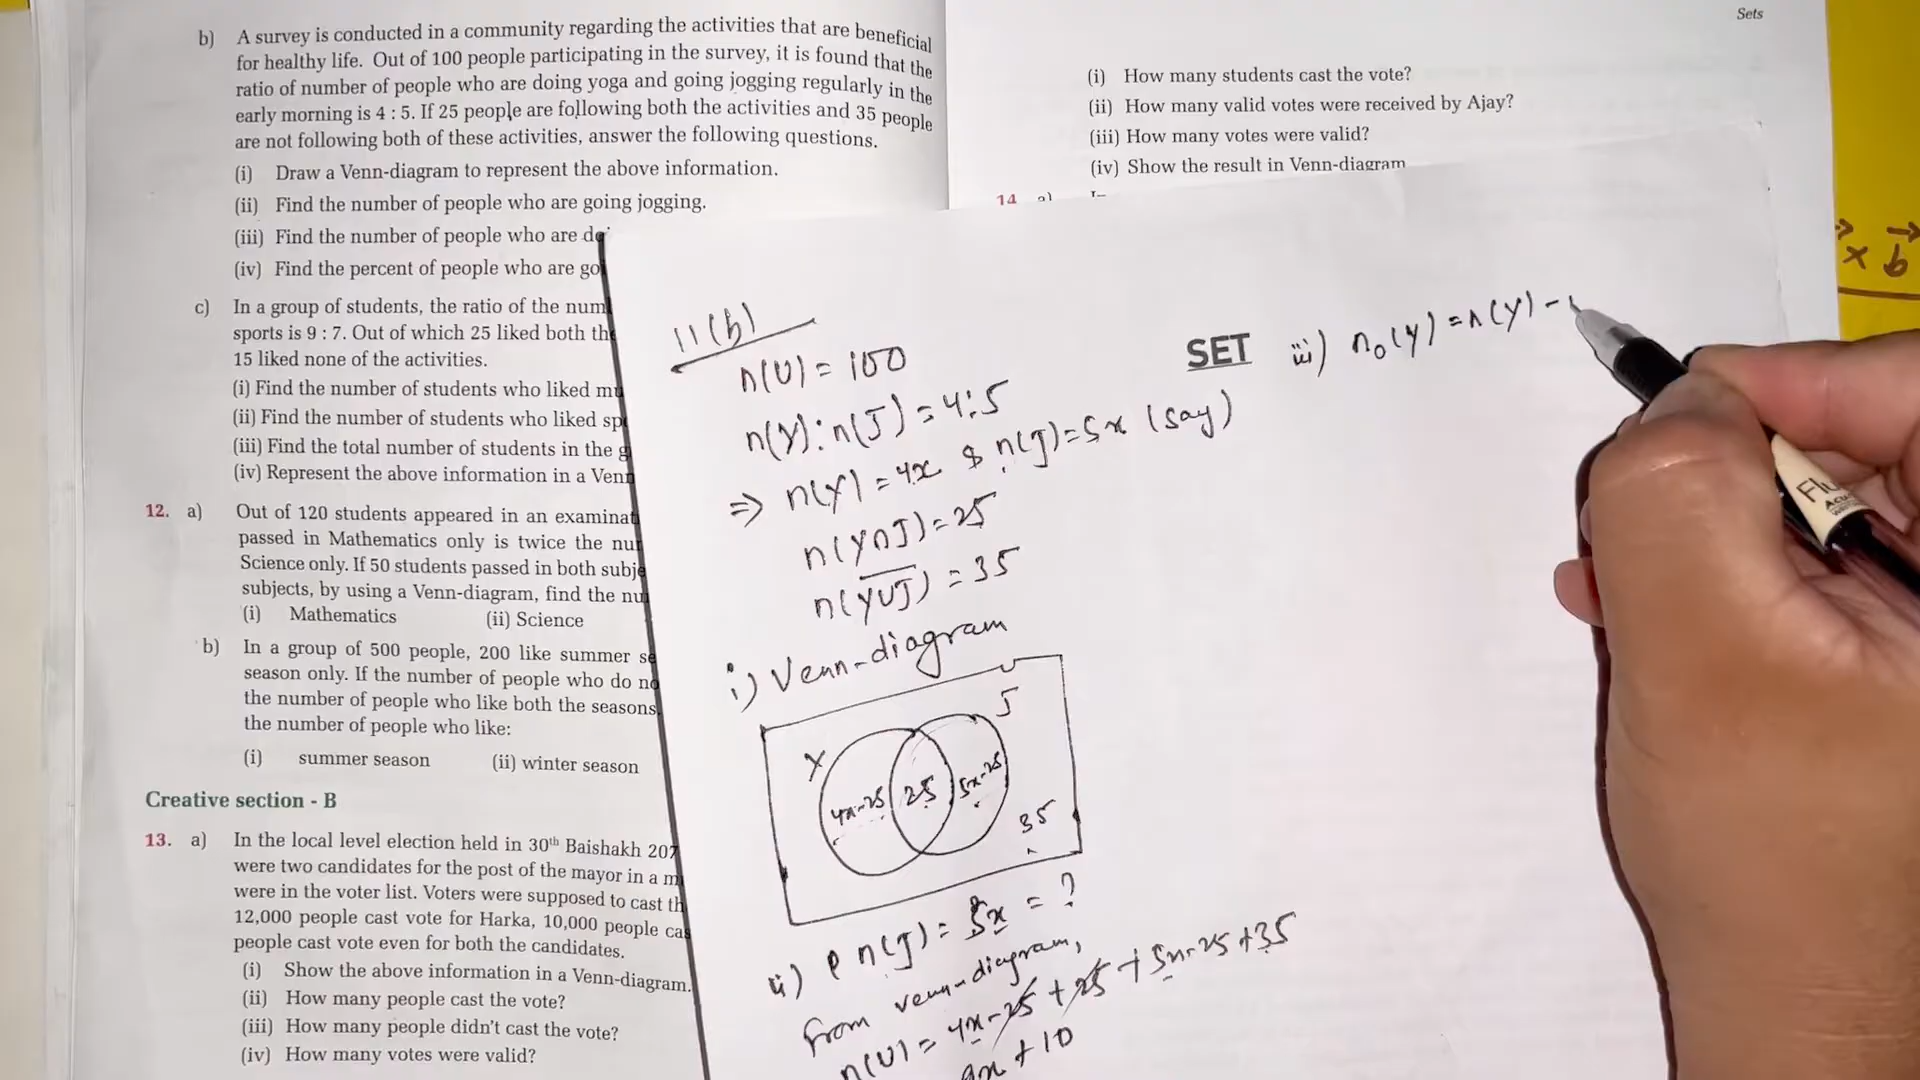 b) A survey is conducted in a community regarding the activities that are beneficial
for healthy life. Out of 100 people participating in the survey, it is found that the
ratio of number of people who are doing yoga and going jogging regularly in the
early morning is 4 : 5. If 25 people are following both the activities and 35 people
are not following both of these activities, answer the following questions.
(i) Draw a Venn-diagram to represent the above information.
(ii) Find the number of people who are going jogging.
(iii) Find the number of people who are
(iv) Find the percent of people who are
c) In a group of students, the ratio of the
sports is 9 : 7. Out of which 25 liked both
15 liked none of the activities.
(i) Find the number of students who liked
(ii) Find the number of students who liked
(iii) Find the total number of students in the
(iv) Represent the above information in a
12. a) Out of 120 students appeared in an
passed in Mathematics only is twice the
Science only. If 50 students passed in both
subjects, by using a Venn-diagram, find the
(i) Mathematics (ii) Science
b) In a group of 500 people, 200 like summer
season only. If the number of people who do
the number of people who like both the seasons
the number of people who like:
(i) summer season (ii) winter season
Creative section - B
13. a) In the local level election held in 30th Baishakh
were two candidates for the post of the mayor in a
were in the voter list. Voters were supposed to cast
12,000 people cast vote for Harka, 10,000 people
people cast vote even for both the candidates.
(i) Show the above information in a Venn-diagram.
(ii) How many people cast the vote?
(iii) How many people didn't cast the vote?
(iv) How many votes were valid?
Sets
(i) How many students cast the vote?
(ii) How many valid votes were received by Ajay?
(iii) How many votes were valid?
(iv) Show the result in Venn-diagram
14 a)
11(b)
n(U) = 100
n(Y) : n(J) = 4:5
⇒ n(Y) = 4x & n(J) = 5x (say)
n(Y∩J) = 25
n(\overline{Y∪J}) = 35
i) Venn-diagram
Y J
4x-25 25 5x-25
35
ii) n(J) = 5x = ?
from venn-diagram,
n(U) = 4x-25 + 25 + 5x-25+35
9x + 10
SET
iii) n₀(Y) = n(Y) -
x b